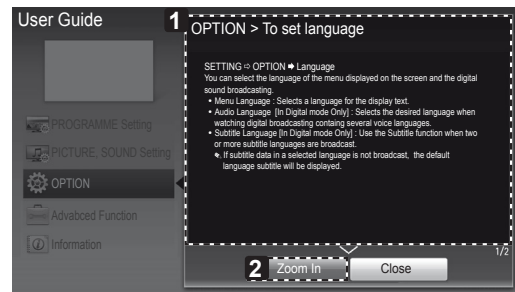 User Guide
1
OPTION > To set language
SETTING ⇨ OPTION ➡ Language
You can select the language of the menu displayed on the screen and the digital
sound broadcasting.
• Menu Language : Selects a language for the display text.
• Audio Language [In Digital mode Only] : Selects the desired language when
watching digital broadcasting containg several voice languages.
• Subtitle Language [In Digital mode Only] : Use the Subtitle function when two
or more subtitle languages are broadcast.
If subtitle data in a selected language is not broadcast, the default
language subtitle will be displayed.
PROGRAMME Setting
PICTURE, SOUND Setting
OPTION
Advabced Function
Information
1/2
2
Zoom In
Close